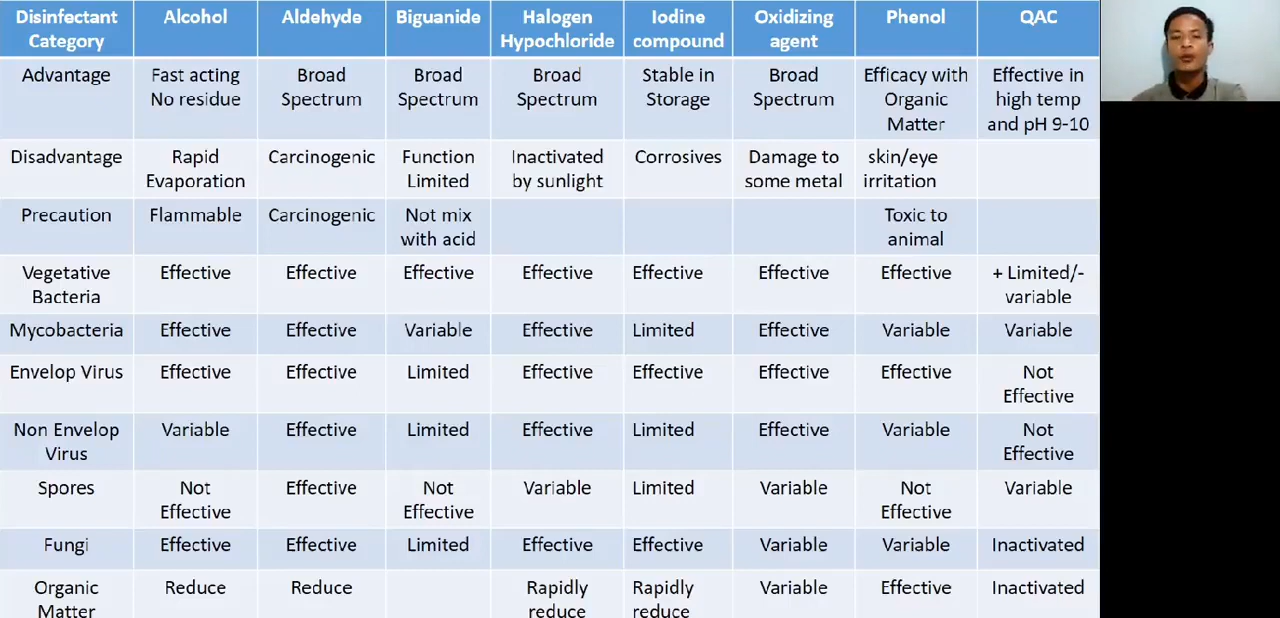 Disinfectant Category | Alcohol | Aldehyde | Biguanide | Halogen Hypochloride | Iodine compound | Oxidizing agent | Phenol | QAC
Advantage | Fast acting No residue | Broad Spectrum | Broad Spectrum | Broad Spectrum | Stable in Storage | Broad Spectrum | Efficacy with Organic Matter | Effective in high temp and pH 9-10
Disadvantage | Rapid Evaporation | Carcinogenic | Function Limited | Inactivated by sunlight | Corrosives | Damage to some metal | skin/eye irritation |
Precaution | Flammable | Carcinogenic | Not mix with acid | | | | Toxic to animal |
Vegetative Bacteria | Effective | Effective | Effective | Effective | Effective | Effective | Effective | + Limited/- variable
Mycobacteria | Effective | Effective | Variable | Effective | Limited | Effective | Variable | Variable
Envelop Virus | Effective | Effective | Limited | Effective | Effective | Effective | Effective | Not Effective
Non Envelop Virus | Variable | Effective | Limited | Effective | Limited | Effective | Variable | Not Effective
Spores | Not Effective | Effective | Not Effective | Variable | Limited | Variable | Not Effective | Variable
Fungi | Effective | Effective | Limited | Effective | Effective | Variable | Variable | Inactivated
Organic Matter | Reduce | Reduce | | Rapidly reduce | Rapidly reduce | Variable | Effective | Inactivated